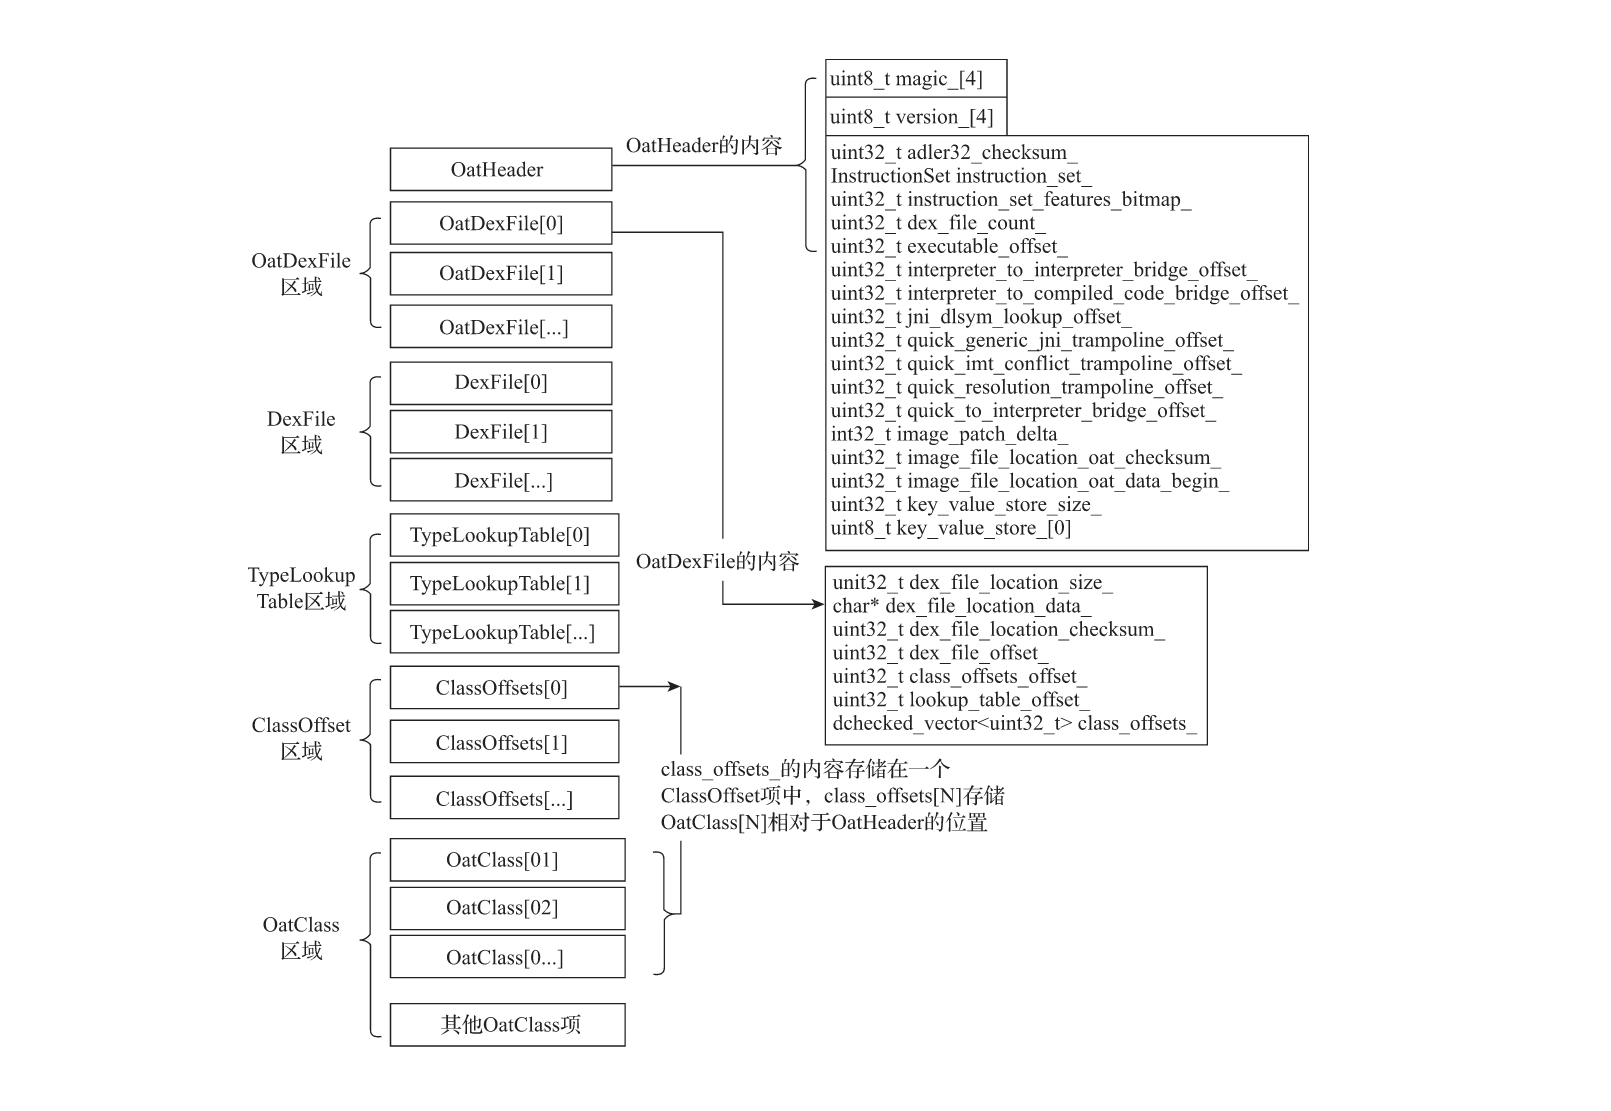 OatHeader
OatHeader的内容
uint8_t magic_[4]
uint8_t version_[4]
uint32_t adler32_checksum_
InstructionSet instruction_set_
uint32_t instruction_set_features_bitmap_
uint32_t dex_file_count_
uint32_t executable_offset_
uint32_t interpreter_to_interpreter_bridge_offset_
uint32_t interpreter_to_compiled_code_bridge_offset_
uint32_t jni_dlsym_lookup_offset_
uint32_t quick_generic_jni_trampoline_offset_
uint32_t quick_imt_conflict_trampoline_offset_
uint32_t quick_resolution_trampoline_offset_
uint32_t quick_to_interpreter_bridge_offset_
int32_t image_patch_delta_
uint32_t image_file_location_oat_checksum_
uint32_t image_file_location_oat_data_begin_
uint32_t key_value_store_size_
uint8_t key_value_store_[0]
OatDexFile
区域
OatDexFile[0]
OatDexFile[1]
OatDexFile[...]
DexFile
区域
DexFile[0]
DexFile[1]
DexFile[...]
TypeLookup
Table区域
TypeLookupTable[0]
TypeLookupTable[1]
TypeLookupTable[...]
OatDexFile的内容
unit32_t dex_file_location_size_
char* dex_file_location_data_
uint32_t dex_file_location_checksum_
uint32_t dex_file_offset_
uint32_t class_offsets_offset_
uint32_t lookup_table_offset_
dchecked_vector<uint32_t> class_offsets_
ClassOffset
区域
ClassOffsets[0]
ClassOffsets[1]
ClassOffsets[...]
class_offsets_的内容存储在一个
ClassOffset项中，class_offsets[N]存储
OatClass[N]相对于OatHeader的位置
OatClass
区域
OatClass[01]
OatClass[02]
OatClass[0...]
其他OatClass项